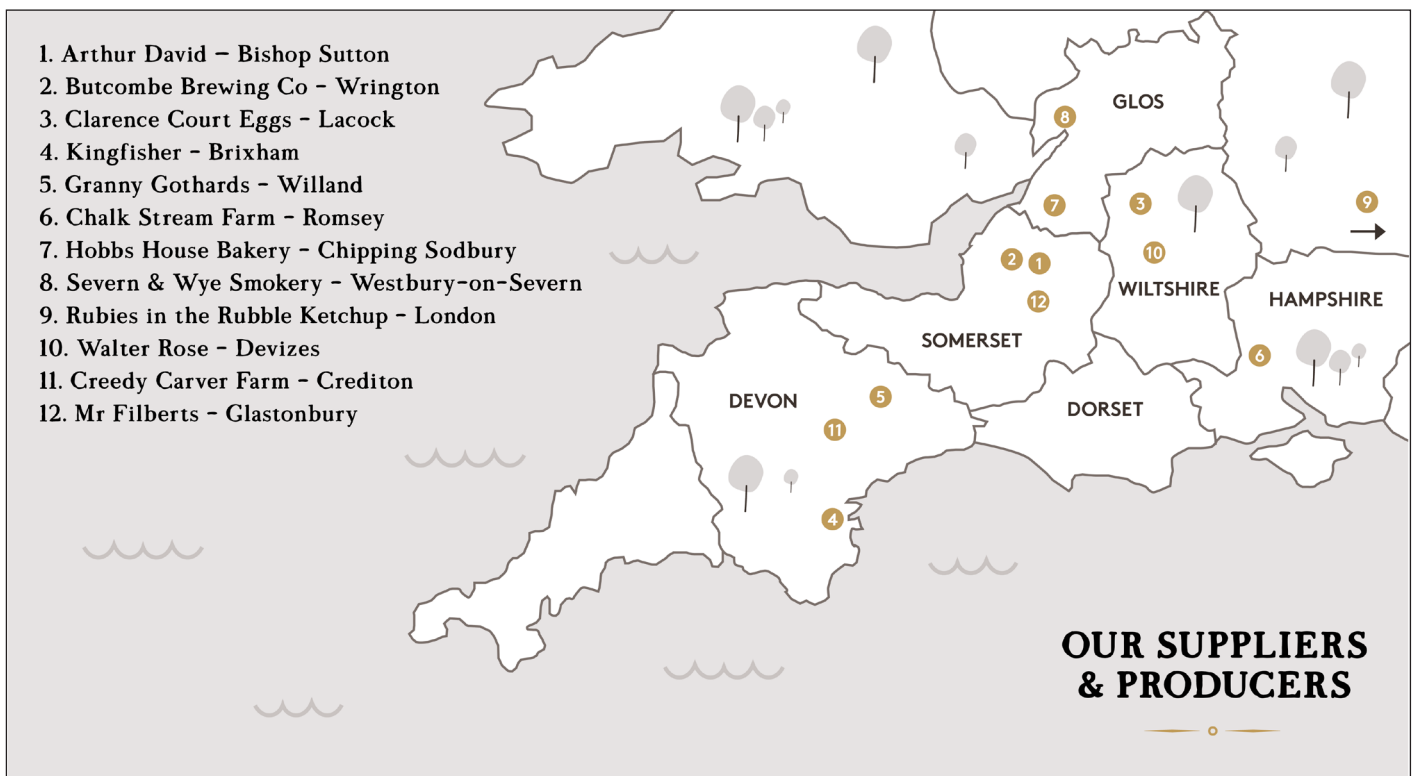 1. Arthur David – Bishop Sutton
2. Butcombe Brewing Co – Wrington
3. Clarence Court Eggs – Lacock
4. Kingfisher – Brixham
5. Granny Gothards – Willand
6. Chalk Stream Farm – Romsey
7. Hobbs House Bakery – Chipping Sodbury
8. Severn & Wye Smokery – Westbury-on-Severn
9. Rubies in the Rubble Ketchup – London
10. Walter Rose – Devizes
11. Creedy Carver Farm – Crediton
12. Mr Filberts – Glastonbury
GLOS
8
7
3
9
2
1
10
12
WILTSHIRE
HAMPSHIRE
SOMERSET
6
DEVON
5
DORSET
11
4
OUR SUPPLIERS
& PRODUCERS